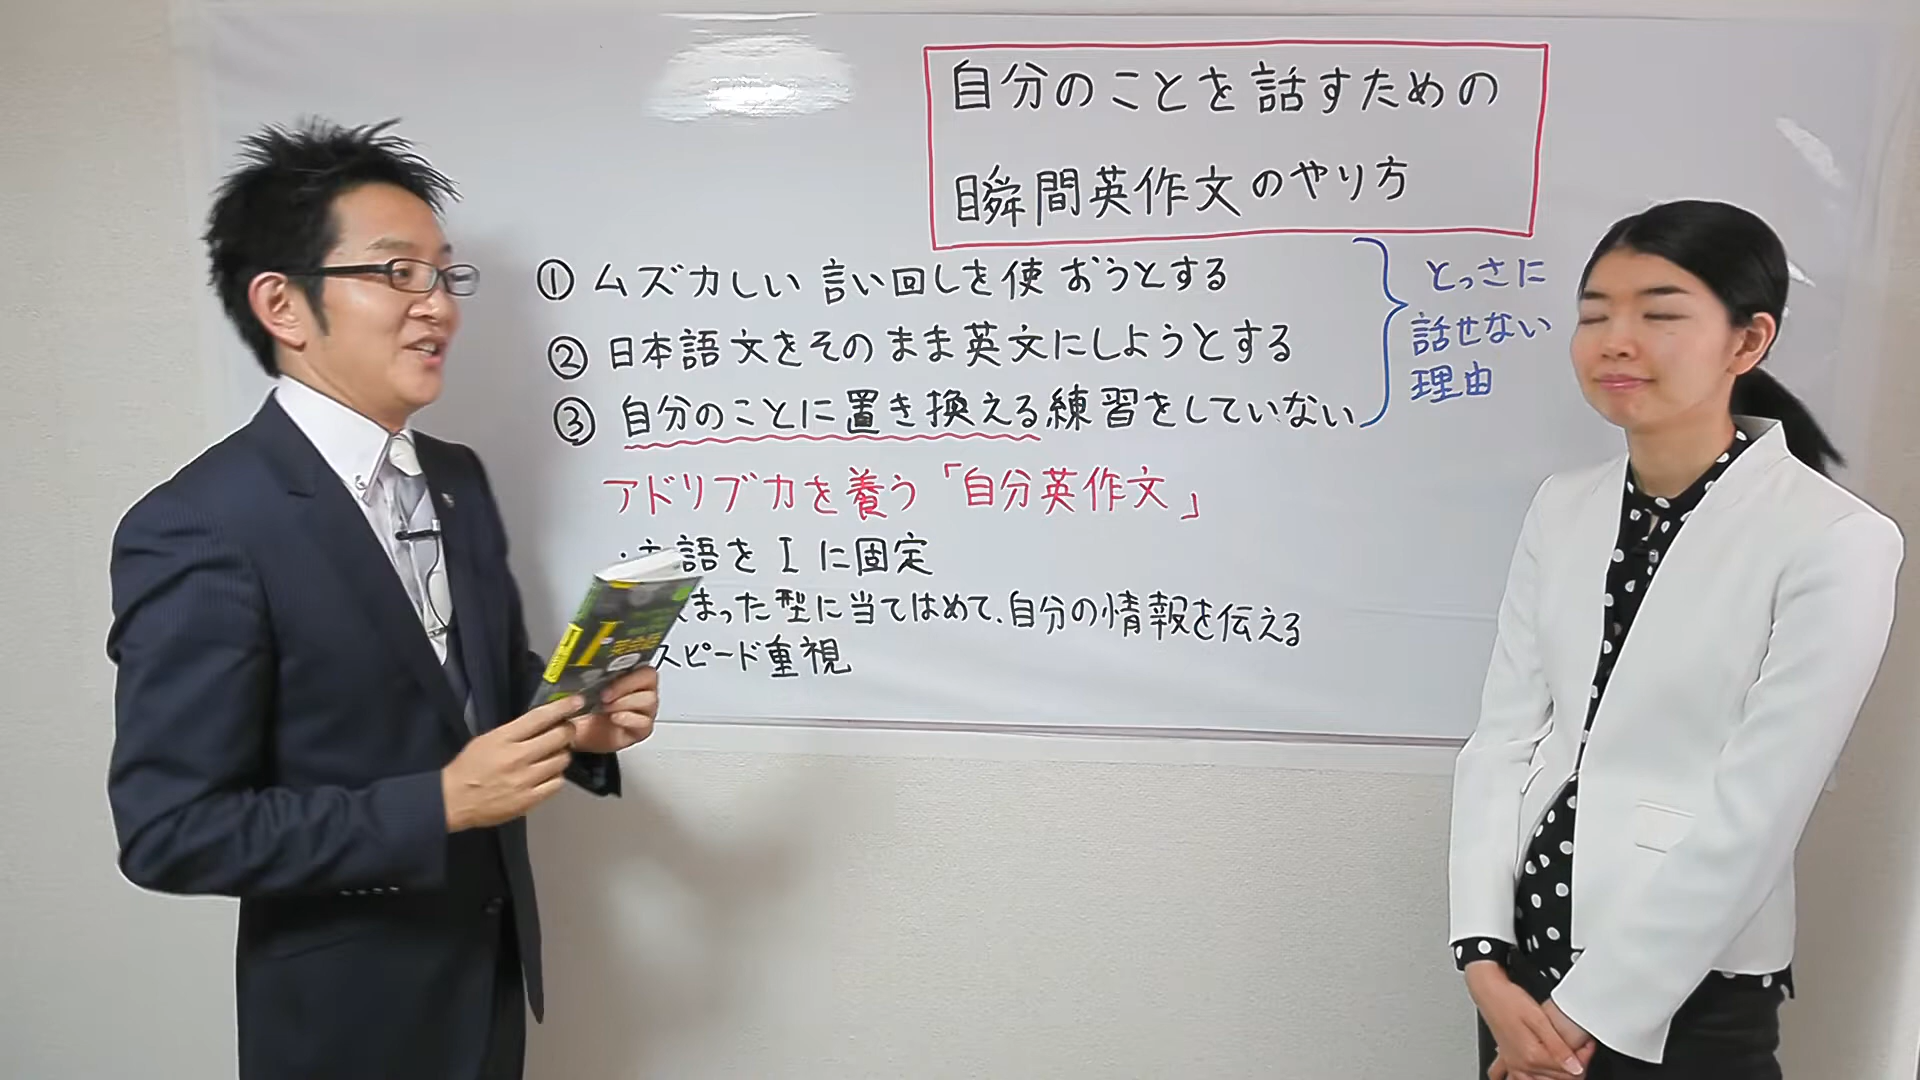 自分のことを話すための
瞬間英作文のやり方
① ムズカしい言い回しを使おうとする
② 日本語文をそのまま英文にしようとする
③ 自分のことに置き換える練習をしていない
とっさに
話せない
理由
アドリブ力を養う「自分英作文」
・主語をIに固定
まった型に当てはめて、自分の情報を伝える
スピード重視
I
英会話